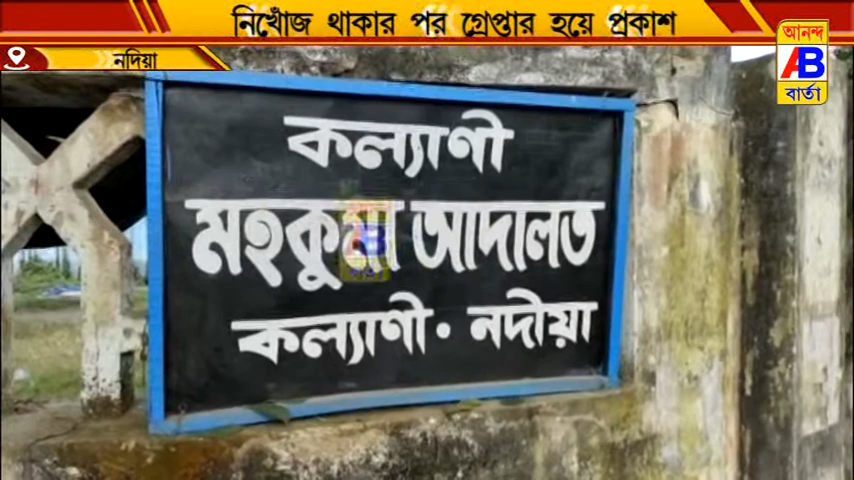 নিখোঁজ থাকার পর গ্রেপ্তার হয়ে প্রকাশ
নদিয়া
আনন্দ
AB
বার্তা
কল্যাণী
মহকুমা আদালত
কল্যাণী • নদীয়া